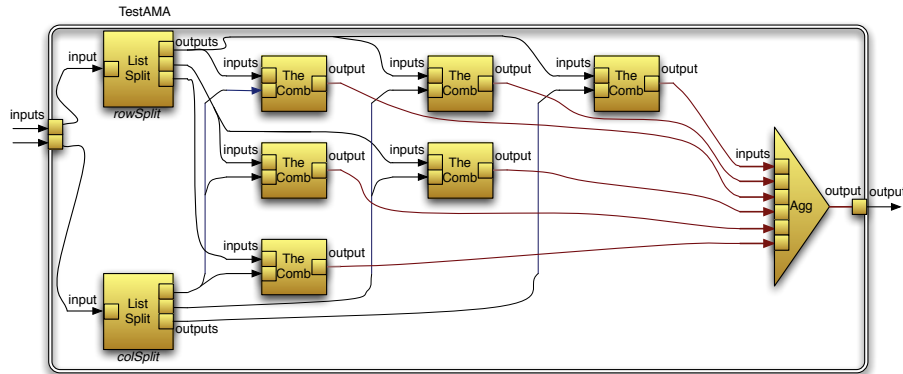 TestAMA
input
List
Split
outputs
rowSplit
inputs
The
Comb
output
inputs
The
Comb
output
inputs
The
Comb
output
inputs
inputs
The
Comb
output
inputs
The
Comb
output
inputs
Agg
output
output
inputs
The
Comb
output
input
List
Split
outputs
colSplit